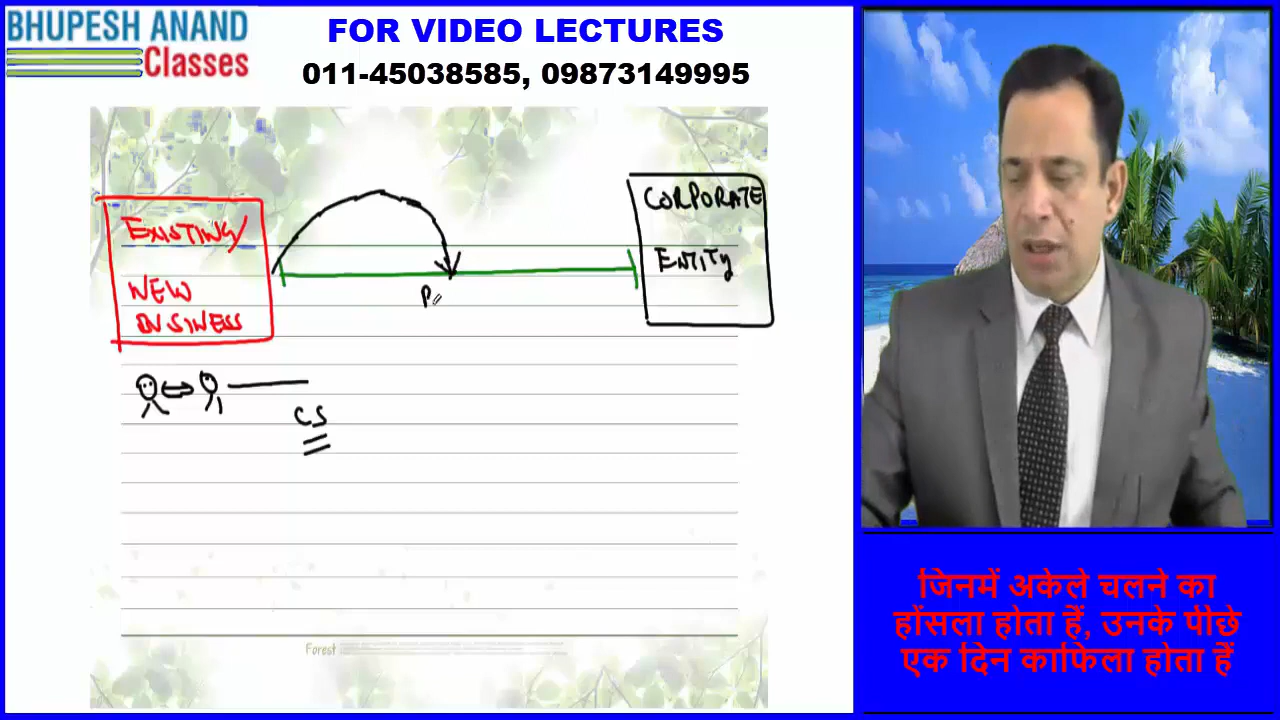 BHUPESH ANAND
Classes
FOR VIDEO LECTURES
011-45038585, 09873149995
EXISTING/
NEW
BUSINESS
CORPORATE
ENTITY
P
CS
Forest
जिनमें अकेले चलने का
होंसला होता हैं, उनके पीछे
एक दिन काफिला होता हैं